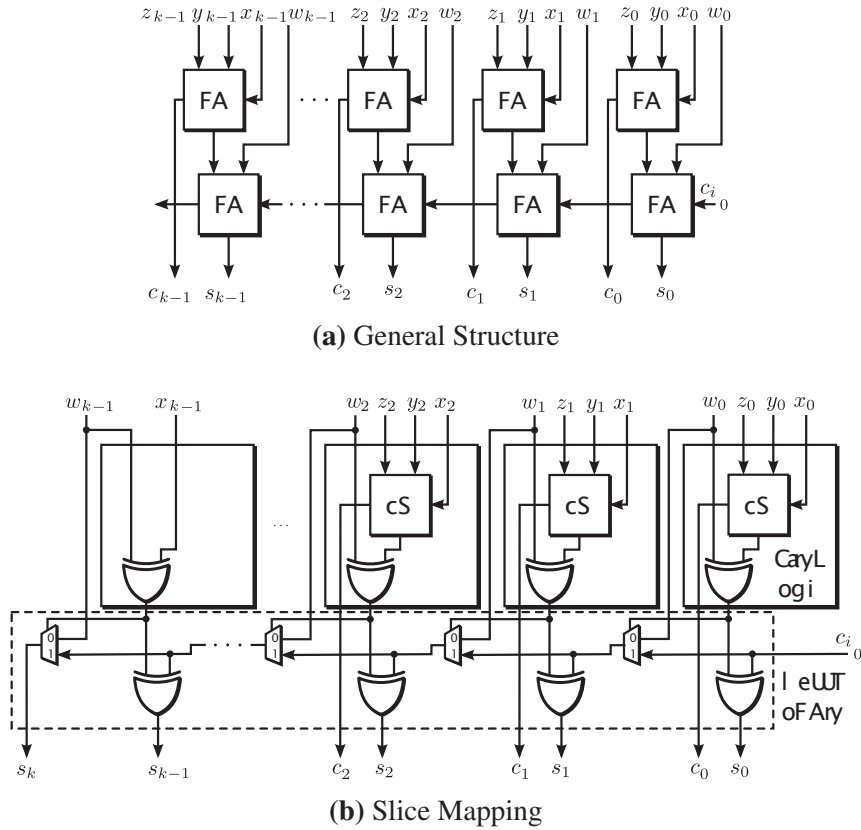 z_{k−1} y_{k−1} x_{k−1} w_{k−1} z_2 y_2 x_2 w_2 z_1 y_1 x_1 w_1 z_0 y_0 x_0 w_0
FA · · · FA FA FA
FA · · · FA FA FA c_i 0
c_{k−1} s_{k−1} c_2 s_2 c_1 s_1 c_0 s_0
(a) General Structure
w_{k−1} x_{k−1} w_2 z_2 y_2 x_2 w_1 z_1 y_1 x_1 w_0 z_0 y_0 x_0
... cS cS cS
CaryL
ogi
0 1 · · · · 0 1 0 1 0 1 c_i 0
l eWT
oFAry
s_k s_{k−1} c_2 s_2 c_1 s_1 c_0 s_0
(b) Slice Mapping